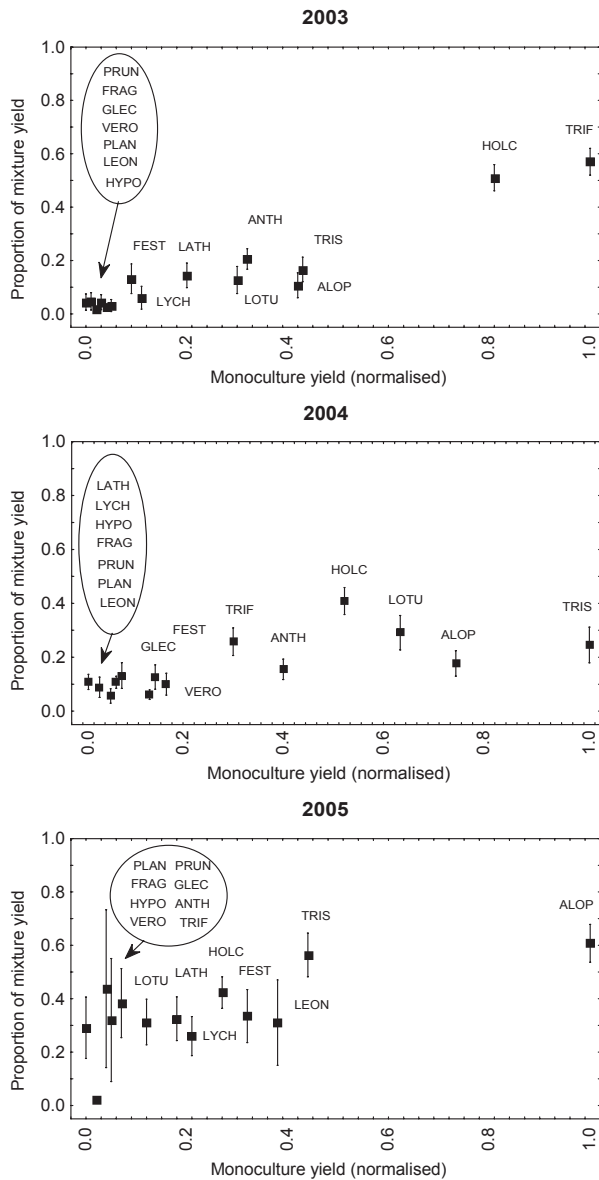 2003
PRUN
FRAG
GLEC
VERO
PLAN
LEON
HYPO
HOLC
TRIF
ANTH
FEST
LATH
TRIS
LYCH
LOTU
ALOP
Proportion of mixture yield
1.0
0.8
0.6
0.4
0.2
0.0
0.0
0.2
0.4
0.6
0.8
1.0
Monoculture yield (normalised)
2004
LATH
LYCH
HYPO
FRAG
PRUN
PLAN
LEON
HOLC
FEST
TRIF
LOTU
TRIS
GLEC
ANTH
ALOP
VERO
Proportion of mixture yield
1.0
0.8
0.6
0.4
0.2
0.0
0.0
0.2
0.4
0.6
0.8
1.0
Monoculture yield (normalised)
2005
PLAN PRUN
FRAG GLEC
HYPO ANTH
VERO TRIF
TRIS
ALOP
HOLC
LOTU
LATH
FEST
LYCH
LEON
Proportion of mixture yield
1.0
0.8
0.6
0.4
0.2
0.0
0.0
0.2
0.4
0.6
0.8
1.0
Monoculture yield (normalised)